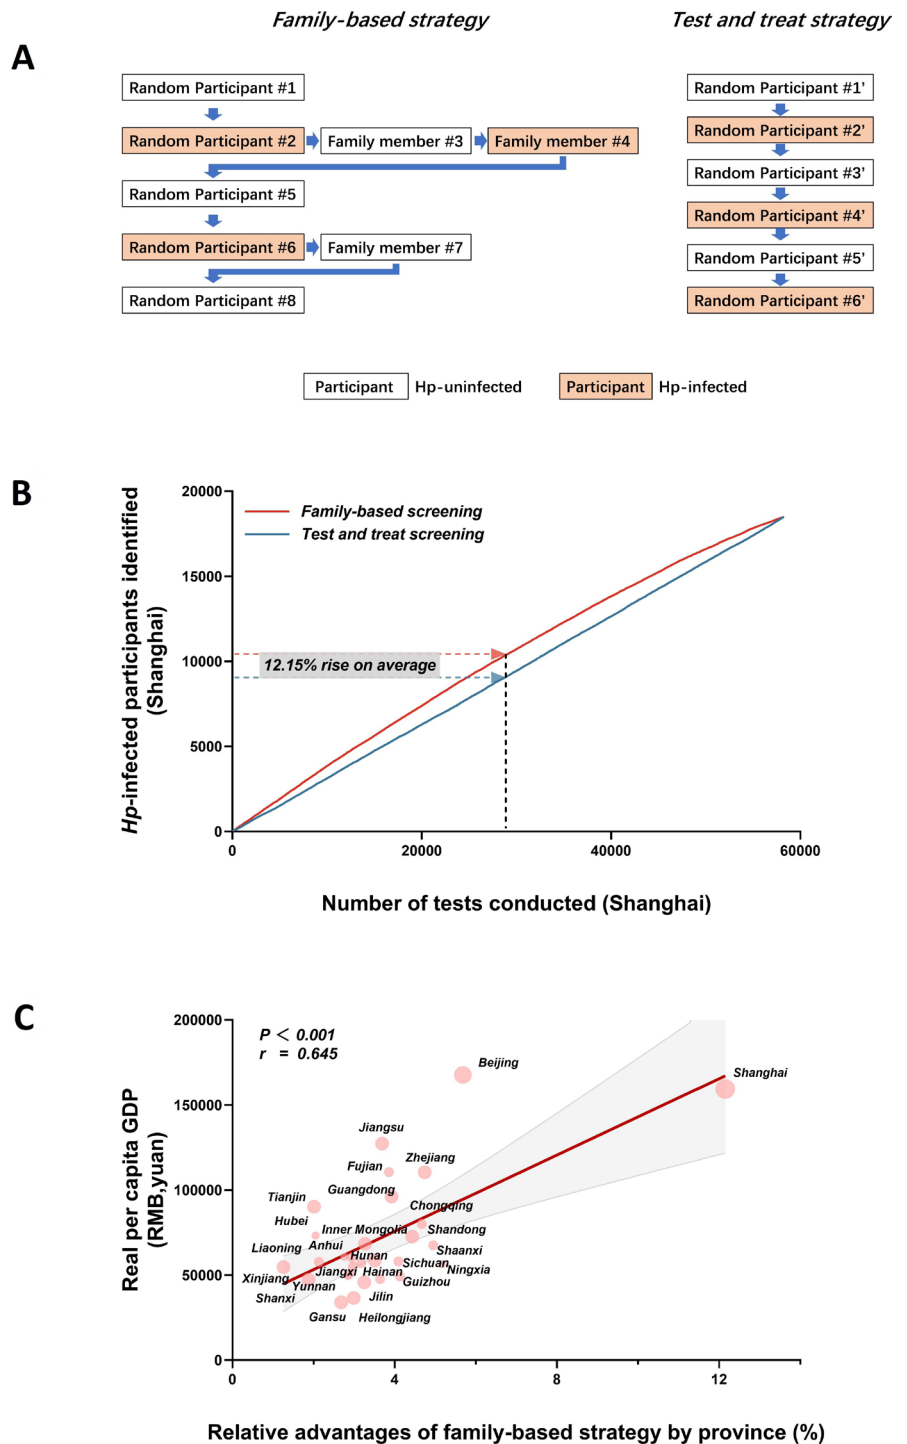 Family-based strategy
Test and treat strategy
A
Random Participant #1
Random Participant #2
Family member #3
Family member #4
Random Participant #5
Random Participant #6
Family member #7
Random Participant #8
Random Participant #1'
Random Participant #2'
Random Participant #3'
Random Participant #4'
Random Participant #5'
Random Participant #6'
Participant
Hp-uninfected
Participant
Hp-infected
B
Hp-infected participants identified
(Shanghai)
20000
15000
10000
5000
0
Family-based screening
Test and treat screening
12.15% rise on average
0
20000
40000
60000
Number of tests conducted (Shanghai)
C
Real per capita GDP
(RMB,yuan)
200000
150000
100000
50000
0
P < 0.001
r = 0.645
Beijing
Shanghai
Jiangsu
Zhejiang
Fujian
Guangdong
Tianjin
Chongqing
Hubei
Inner Mongolia
Shandong
Liaoning
Anhui
Hunan
Shaanxi
Sichuan
Ningxia
Xinjiang
Jiangxi
Hainan
Guizhou
Yunnan
Shanxi
Jilin
Gansu
Heilongjiang
0
4
8
12
Relative advantages of family-based strategy by province (%)